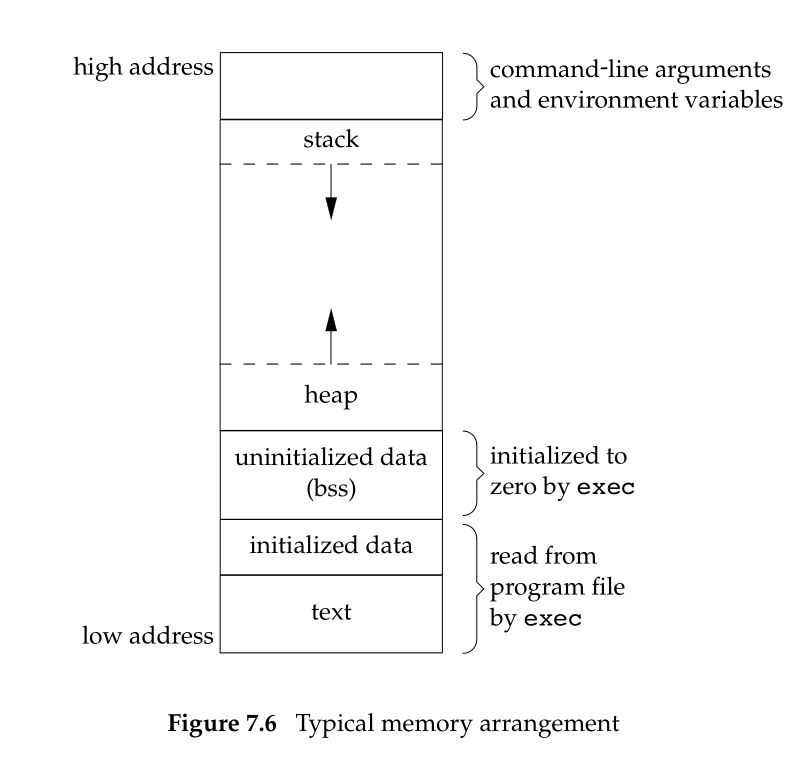 high address
command-line arguments
and environment variables
stack
heap
uninitialized data
(bss)
initialized to
zero by exec
initialized data
read from
program file
by exec
text
low address
Figure 7.6 Typical memory arrangement